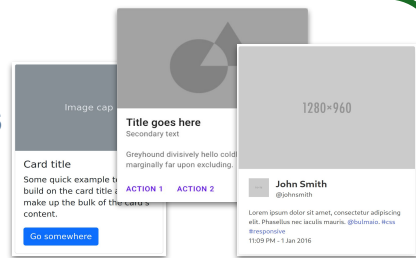 Image cap
Card title
Some quick example
build on the card title
make up the bulk of the card's
content.
Go somewhere
Title goes here
Secondary text
Greyhound divisively hello
marginally far upon excluding.
ACTION 1 ACTION 2
1280×960
John Smith
@johnsmith
Lorem ipsum dolor sit amet, consectetur adipiscing
elit. Phasellus nec iaculis mauris. @bulmaio. #css
#responsive
11:09 PM - 1 Jan 2016